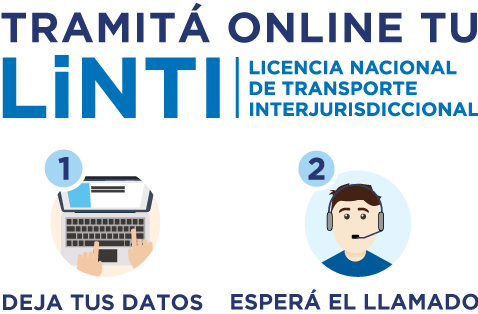 TRAMITÁ ONLINE TU
LiNTI
LICENCIA NACIONAL
DE TRANSPORTE
INTERJURISDICCIONAL
1
2
DEJA TUS DATOS
ESPERÁ EL LLAMADO